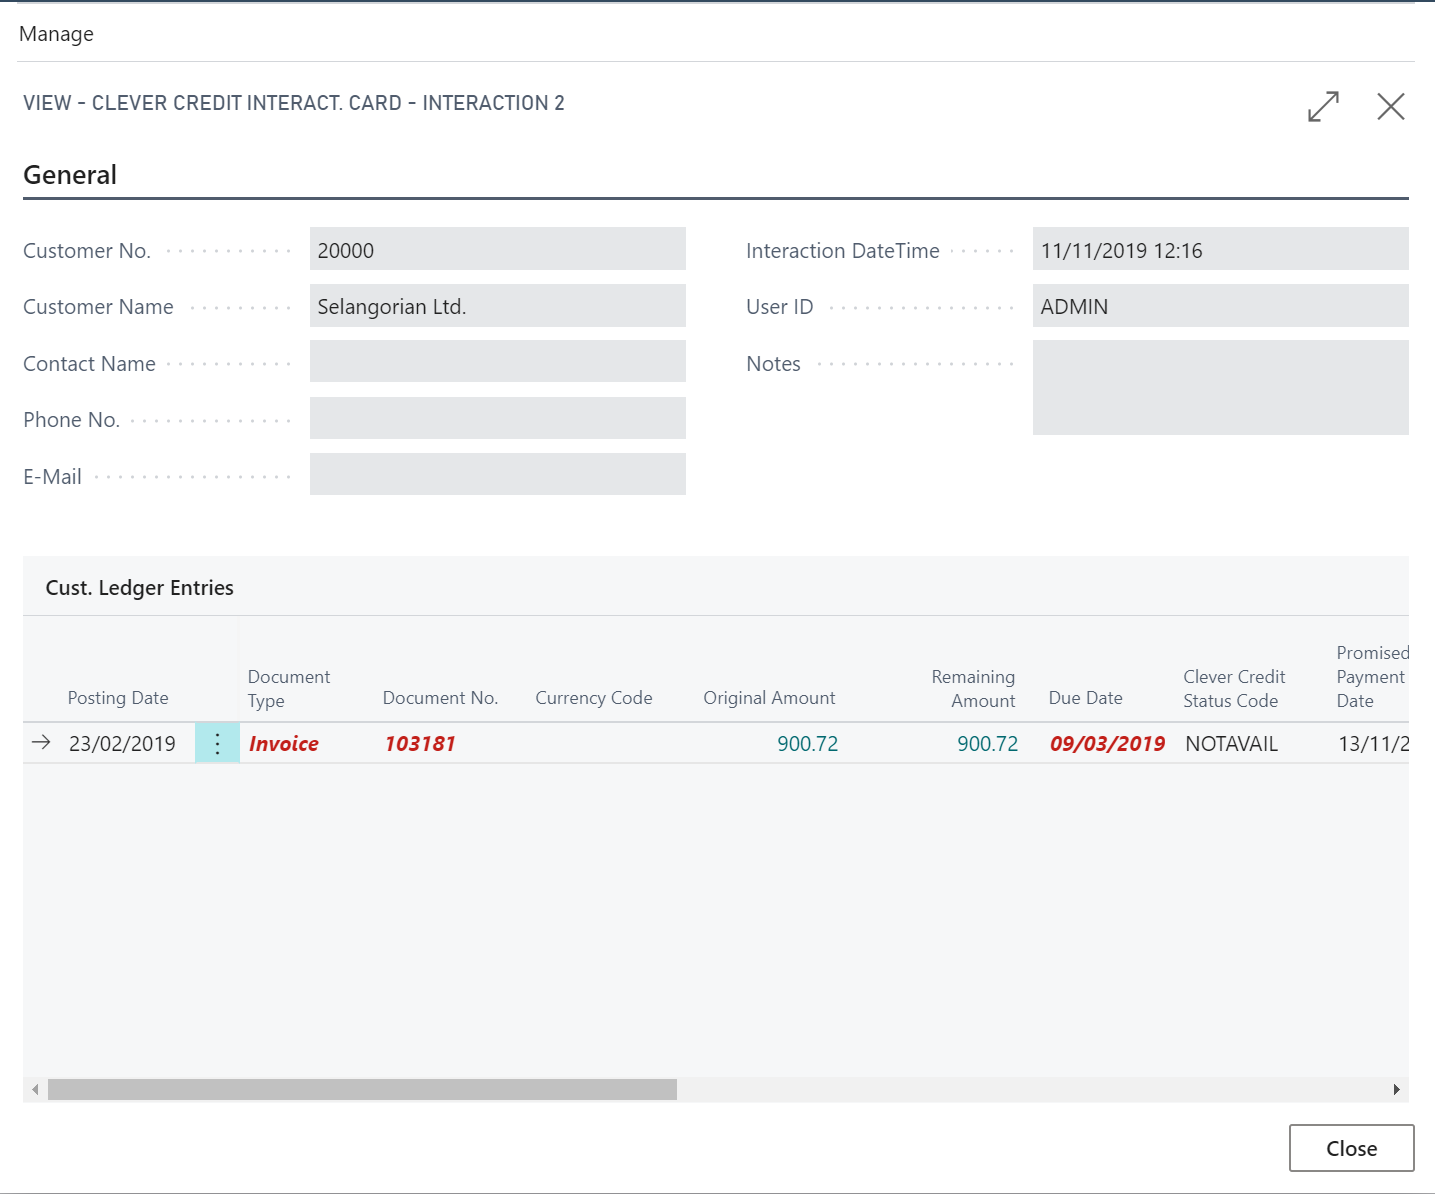 Manage
VIEW - CLEVER CREDIT INTERACT. CARD - INTERACTION 2
General
Customer No. 20000
Customer Name Selangorian Ltd.
Contact Name
Phone No.
E-Mail
Interaction DateTime 11/11/2019 12:16
User ID ADMIN
Notes
Cust. Ledger Entries
Posting Date Document Type Document No. Currency Code Original Amount Remaining Amount Due Date Clever Credit Status Code Promised Payment Date
23/02/2019 Invoice 103181 900.72 900.72 09/03/2019 NOTAVAIL 13/11/2
Close